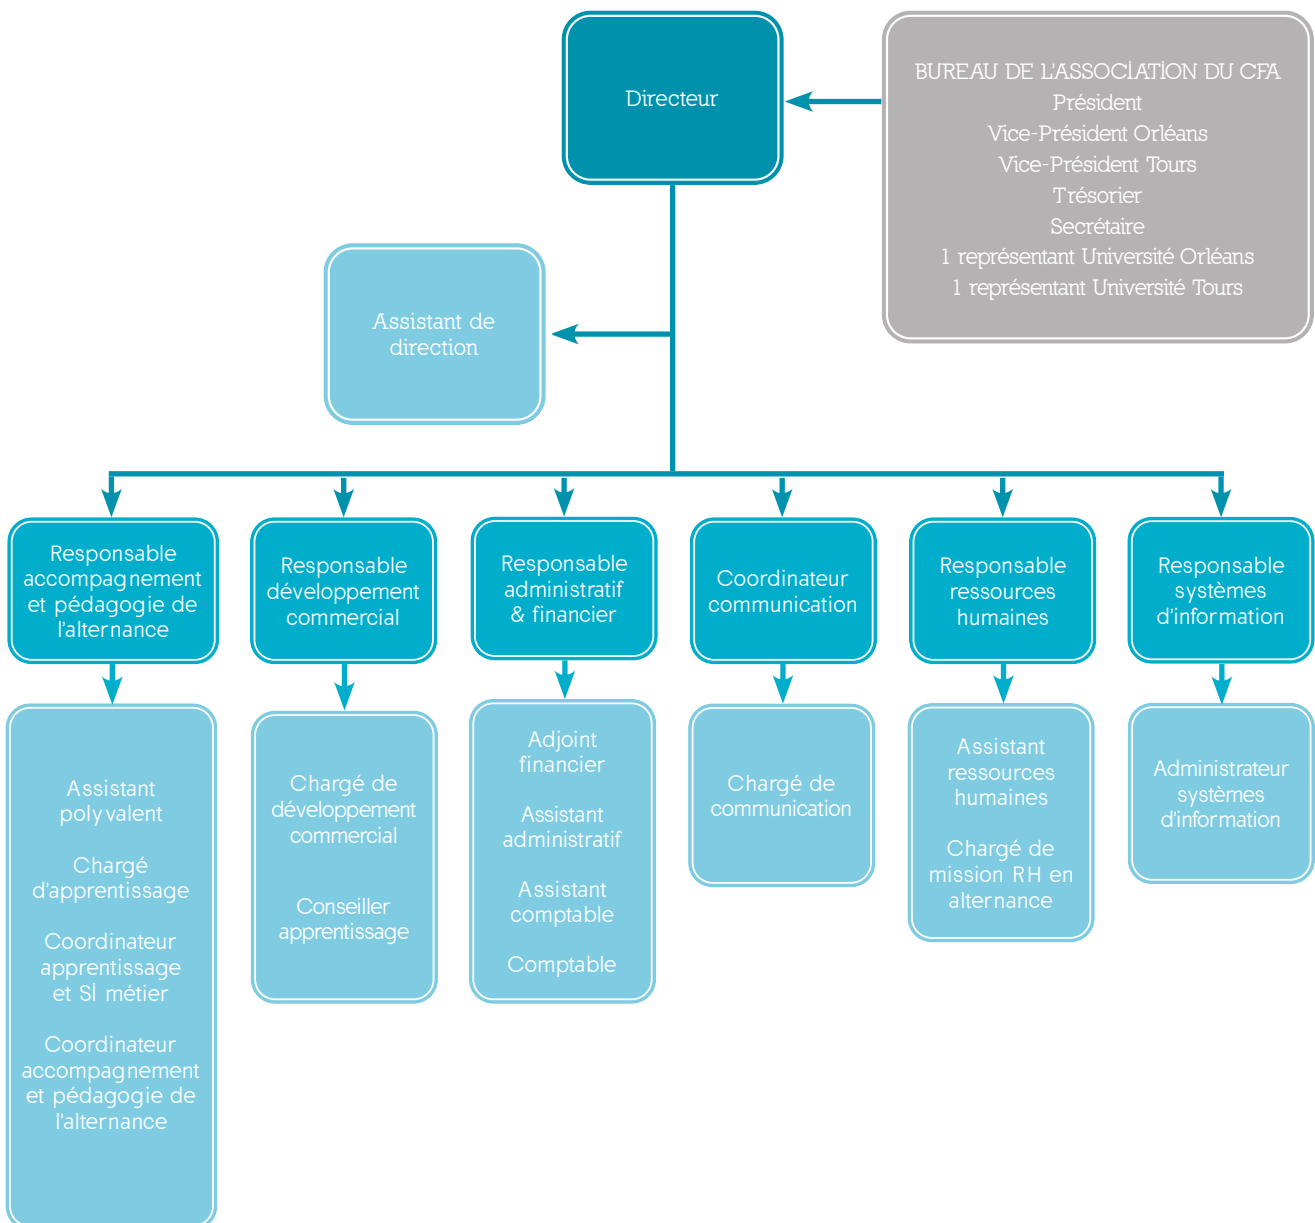 Directeur
BUREAU DE L'ASSOCIATION DU CFA
Président
Vice-Président Orléans
Vice-Président Tours
Trésorier
Secrétaire
1 représentant Université Orléans
1 représentant Université Tours
Assistant de
direction
Responsable
accompagnement
et pédagogie de
l'alternance
Responsable
développement
commercial
Responsable
administratif
& financier
Coordinateur
communication
Responsable
ressources
humaines
Responsable
systèmes
d'information
Assistant
polyvalent
Chargé
d'apprentissage
Coordinateur
apprentissage
et SI métier
Coordinateur
accompagnement
et pédagogie de
l'alternance
Chargé de
développement
commercial
Conseiller
apprentissage
Adjoint
financier
Assistant
administratif
Assistant
comptable
Comptable
Chargé de
communication
Assistant
ressources
humaines
Chargé de
mission RH en
alternance
Administrateur
systèmes
d'information